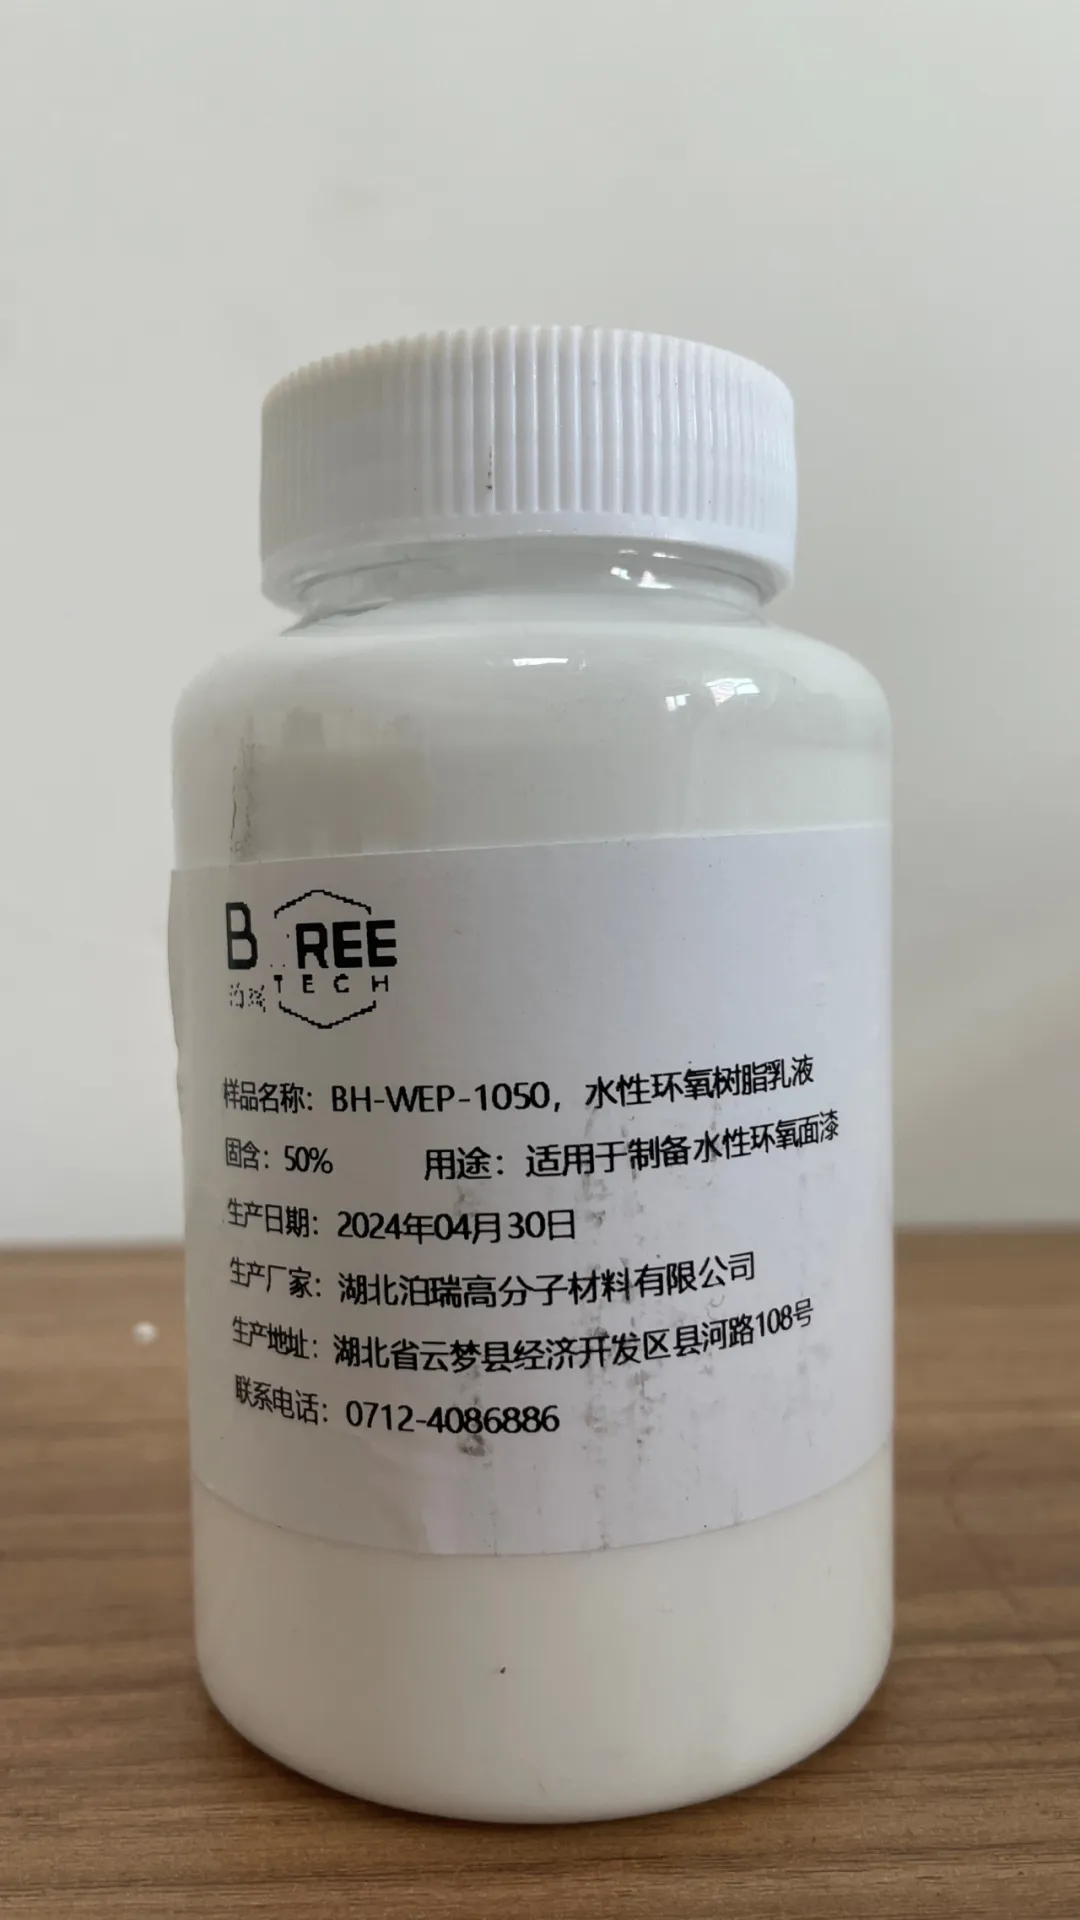 B REE
TECH
泊瑞
样品名称：BH-WEP-1050，水性环氧树脂乳液
固含：50% 用途：适用于制备水性环氧面漆
生产日期：2024年04月30日
生产厂家：湖北泊瑞高分子材料有限公司
生产地址：湖北省云梦县经济开发区县河路108号
联系电话：0712-4086886